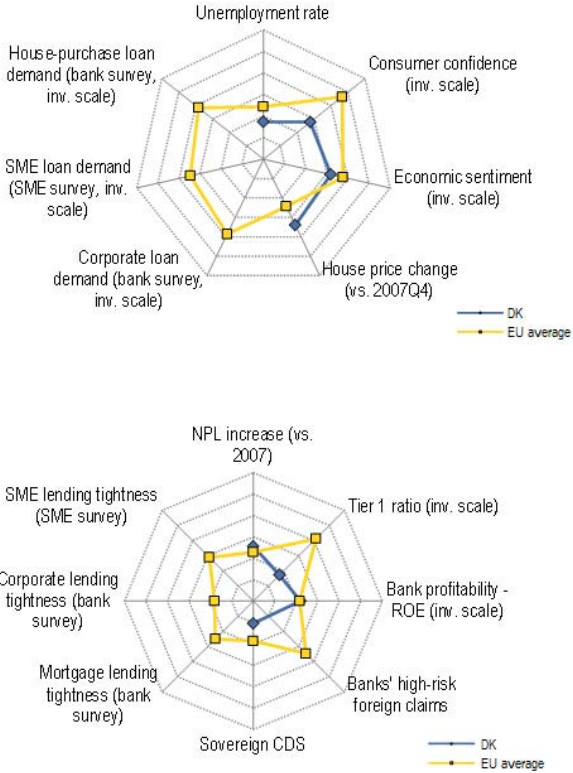 Unemployment rate
House-purchase loan
demand (bank survey,
inv. scale)
Consumer confidence
(inv. scale)
SME loan demand
(SME survey, inv.
scale)
Economic sentiment
(inv. scale)
Corporate loan
demand (bank survey,
inv. scale)
House price change
(vs. 2007Q4)
DK
EU average
NPL increase (vs.
2007)
SME lending tightness
(SME survey)
Tier 1 ratio (inv. scale)
Corporate lending
tightness (bank
survey)
Bank profitability -
ROE (inv. scale)
Mortgage lending
tightness (bank
survey)
Banks' high-risk
foreign claims
Sovereign CDS
DK
EU average